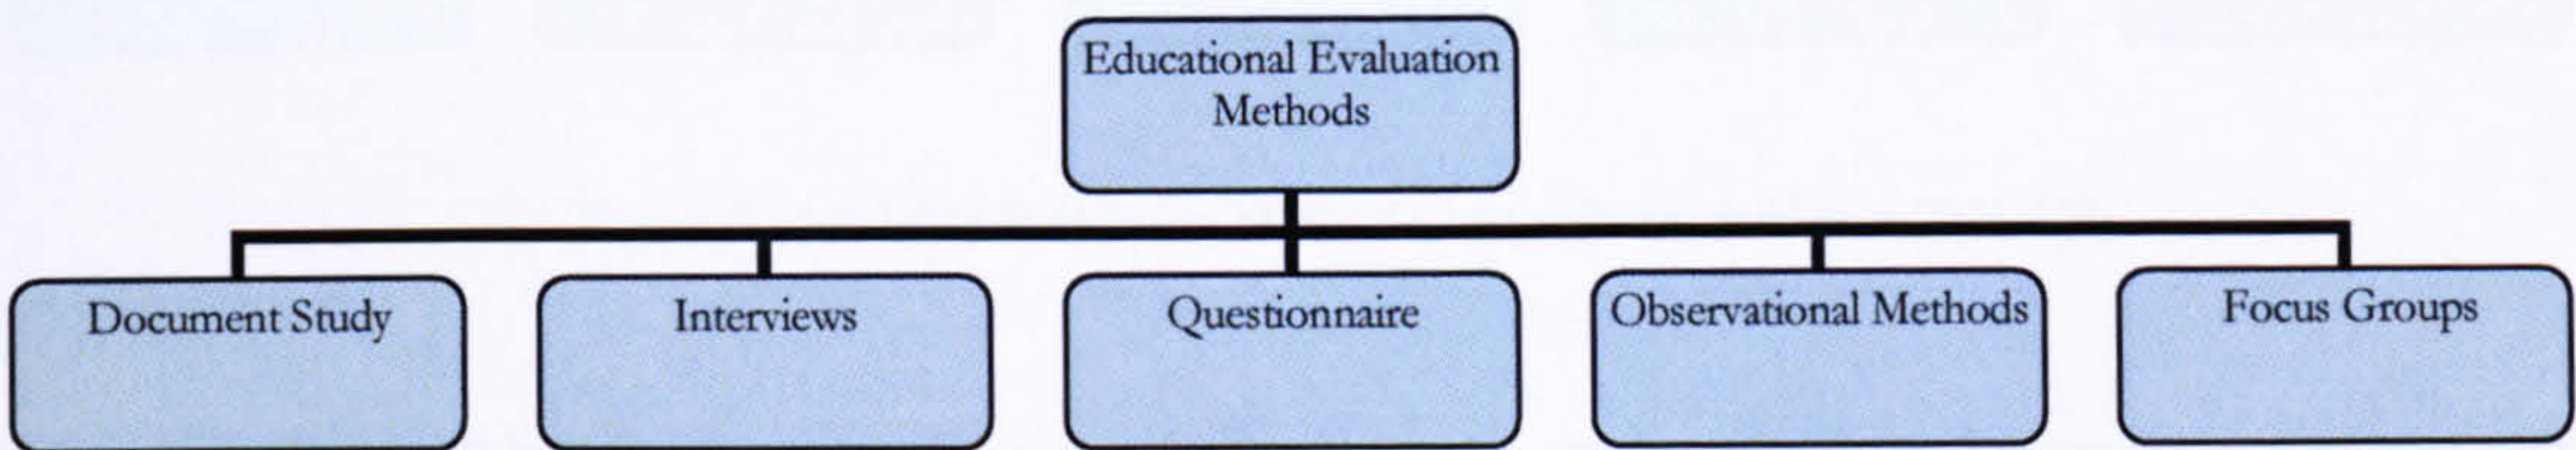 Educational Evaluation
Methods
Document Study
Interviews
Questionnaire
Observational Methods
Focus Groups